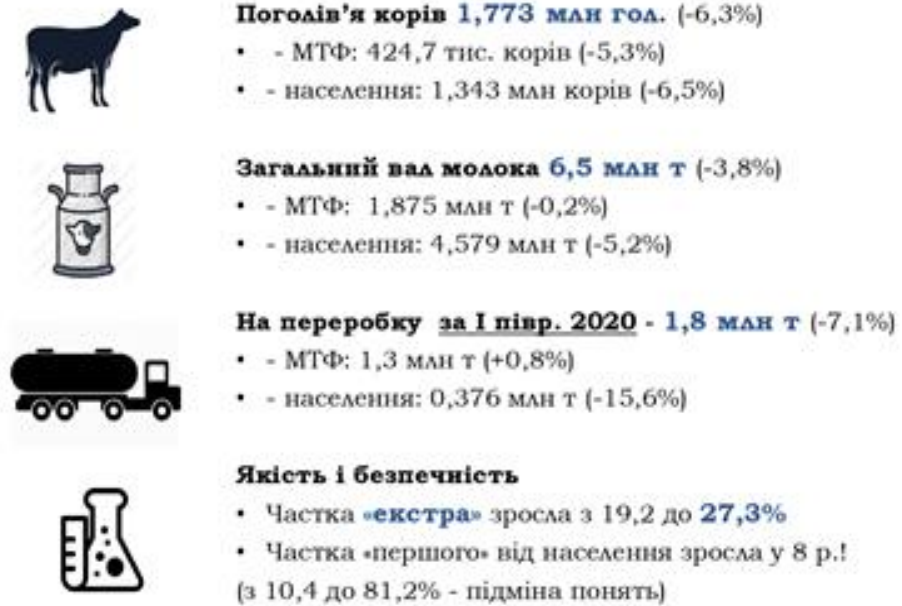 Поголів’я корів 1,773 млн гол. (-6,3%)
• - МТФ: 424,7 тис. корів (-5,3%)
• - населення: 1,343 млн корів (-6,5%)
Загальний вал молока 6,5 млн т (-3,8%)
• - МТФ: 1,875 млн т (-0,2%)
• - населення: 4,579 млн т (-5,2%)
На переробку за І півр. 2020 - 1,8 млн т (-7,1%)
• - МТФ: 1,3 млн т (+0,8%)
• - населення: 0,376 млн т (-15,6%)
Якість і безпечність
• Частка «екстра» зросла з 19,2 до 27,3%
• Частка «першого» від населення зросла у 8 р.!
(з 10,4 до 81,2% - підміна понять)